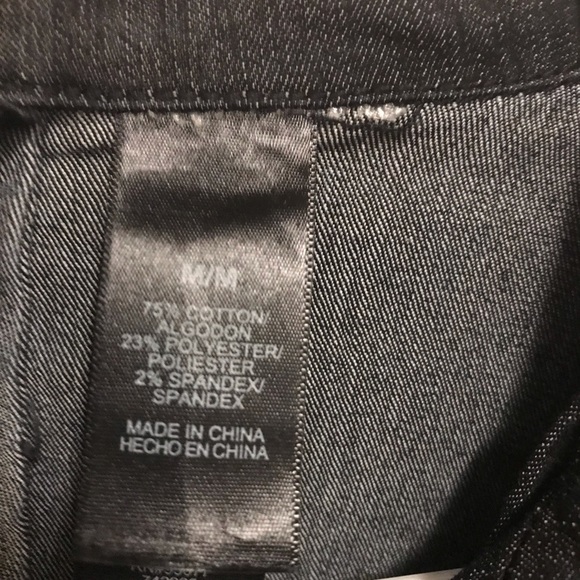 M/M
75% COTTON/
ALGODON
23% POLYESTER/
POLIESTER
2% SPANDEX/
SPANDEX
MADE IN CHINA
HECHO EN CHINA